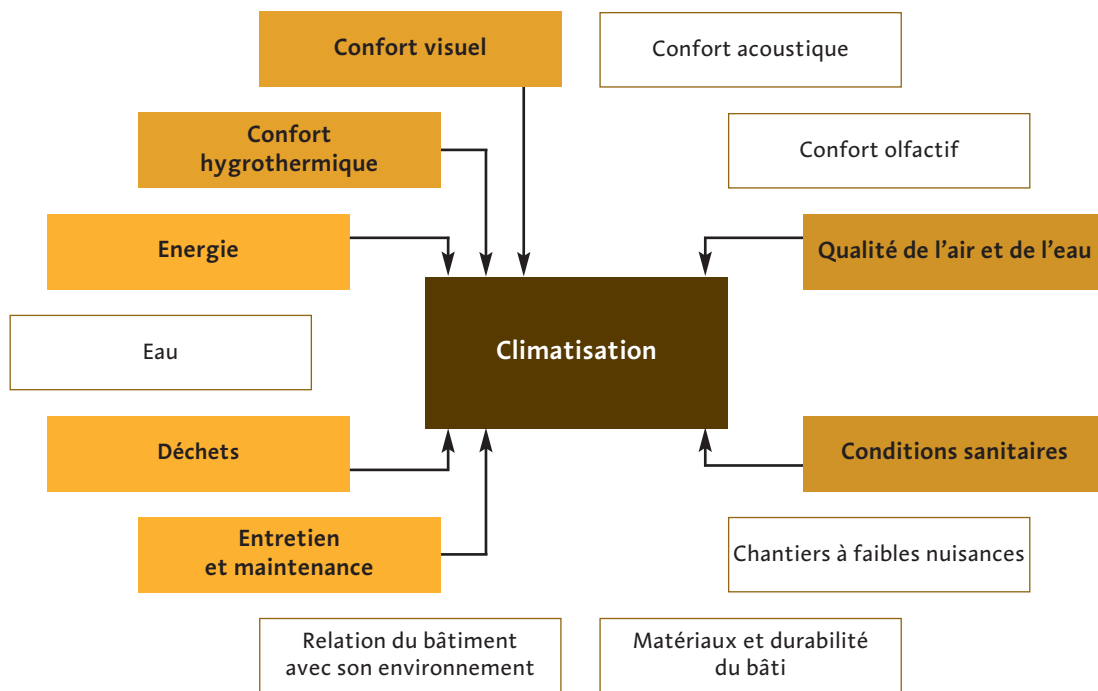 Confort visuel
Confort acoustique
Confort
hygrothermique
Confort olfactif
Energie
Qualité de l'air et de l'eau
Eau
Climatisation
Déchets
Conditions sanitaires
Entretien
et maintenance
Chantiers à faibles nuisances
Relation du bâtiment
avec son environnement
Matériaux et durabilité
du bâti